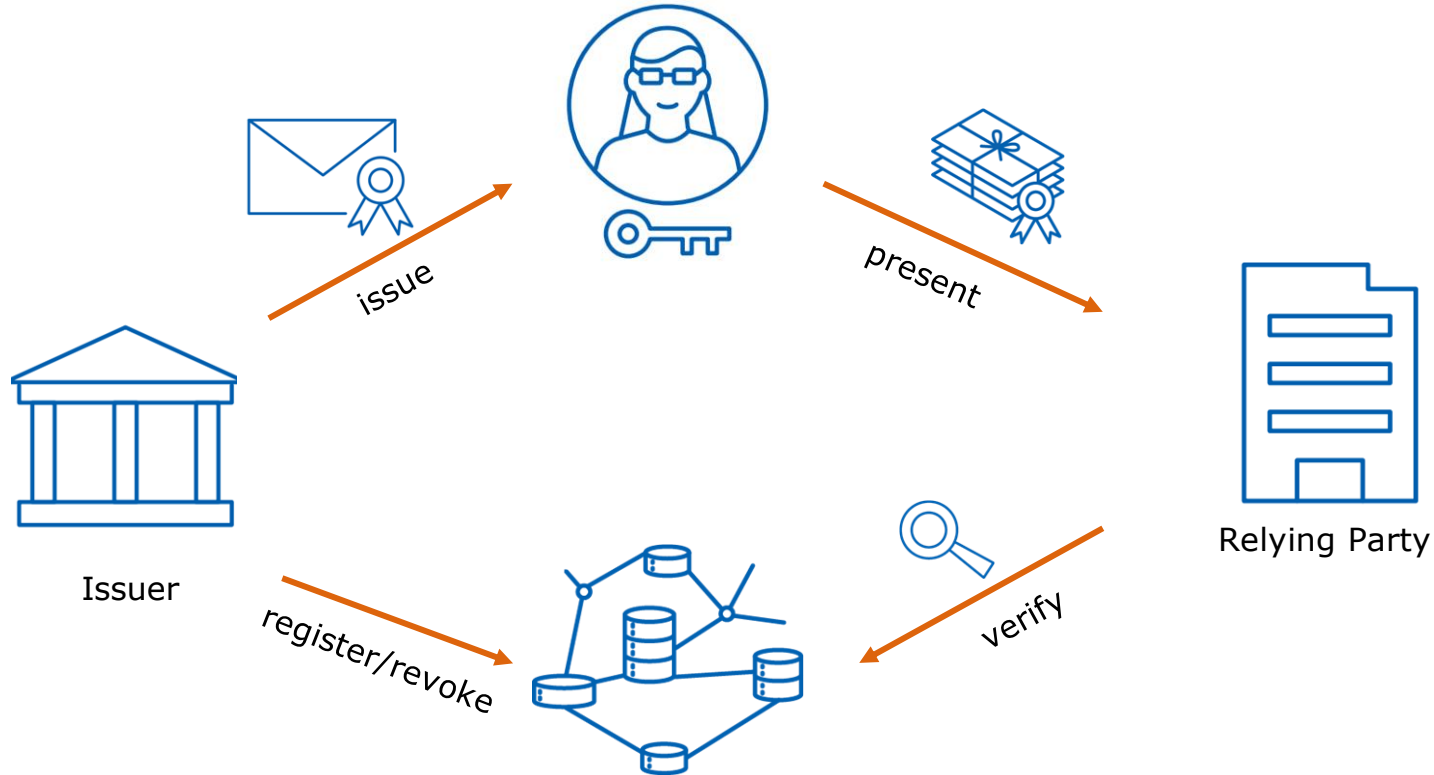 issue
present
Issuer
Relying Party
register/revoke
verify